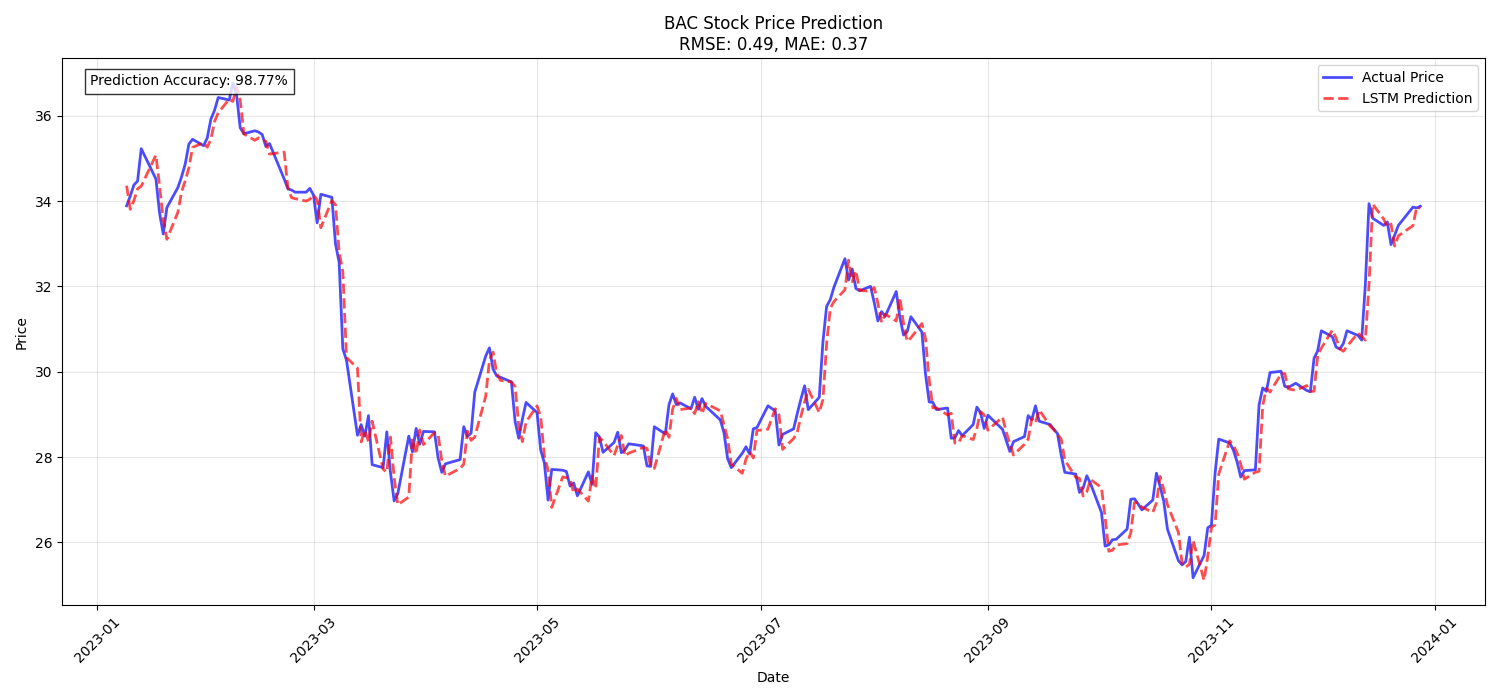 BAC Stock Price Prediction
RMSE: 0.49, MAE: 0.37
Prediction Accuracy: 98.77%
Actual Price
LSTM Prediction
Price
36
34
32
30
28
26
2023-01
2023-03
2023-05
2023-07
2023-09
2023-11
2024-01
Date